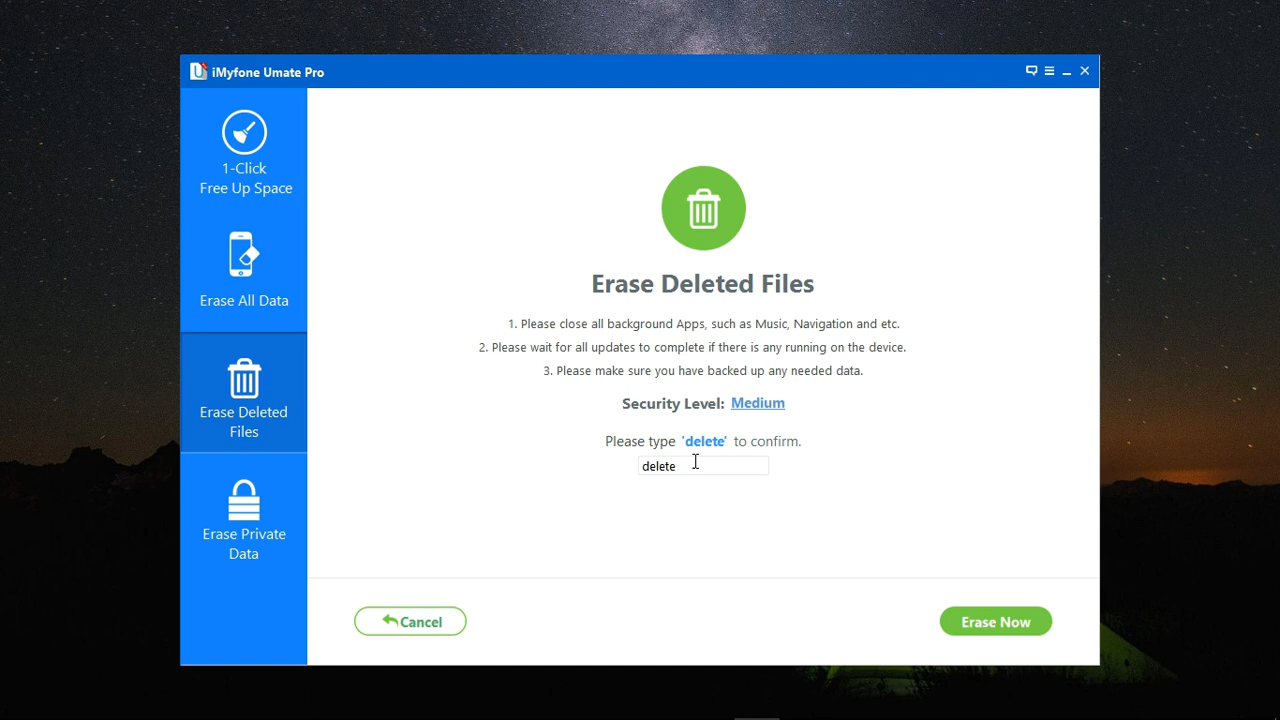 iMyfone Umate Pro
1-Click
Free Up Space
Erase All Data
Erase Deleted
Files
Erase Private
Data
Erase Deleted Files
1. Please close all background Apps, such as Music, Navigation and etc.
2. Please wait for all updates to complete if there is any running on the device.
3. Please make sure you have backed up any needed data.
Security Level: Medium
Please type 'delete' to confirm.
delete
Cancel
Erase Now